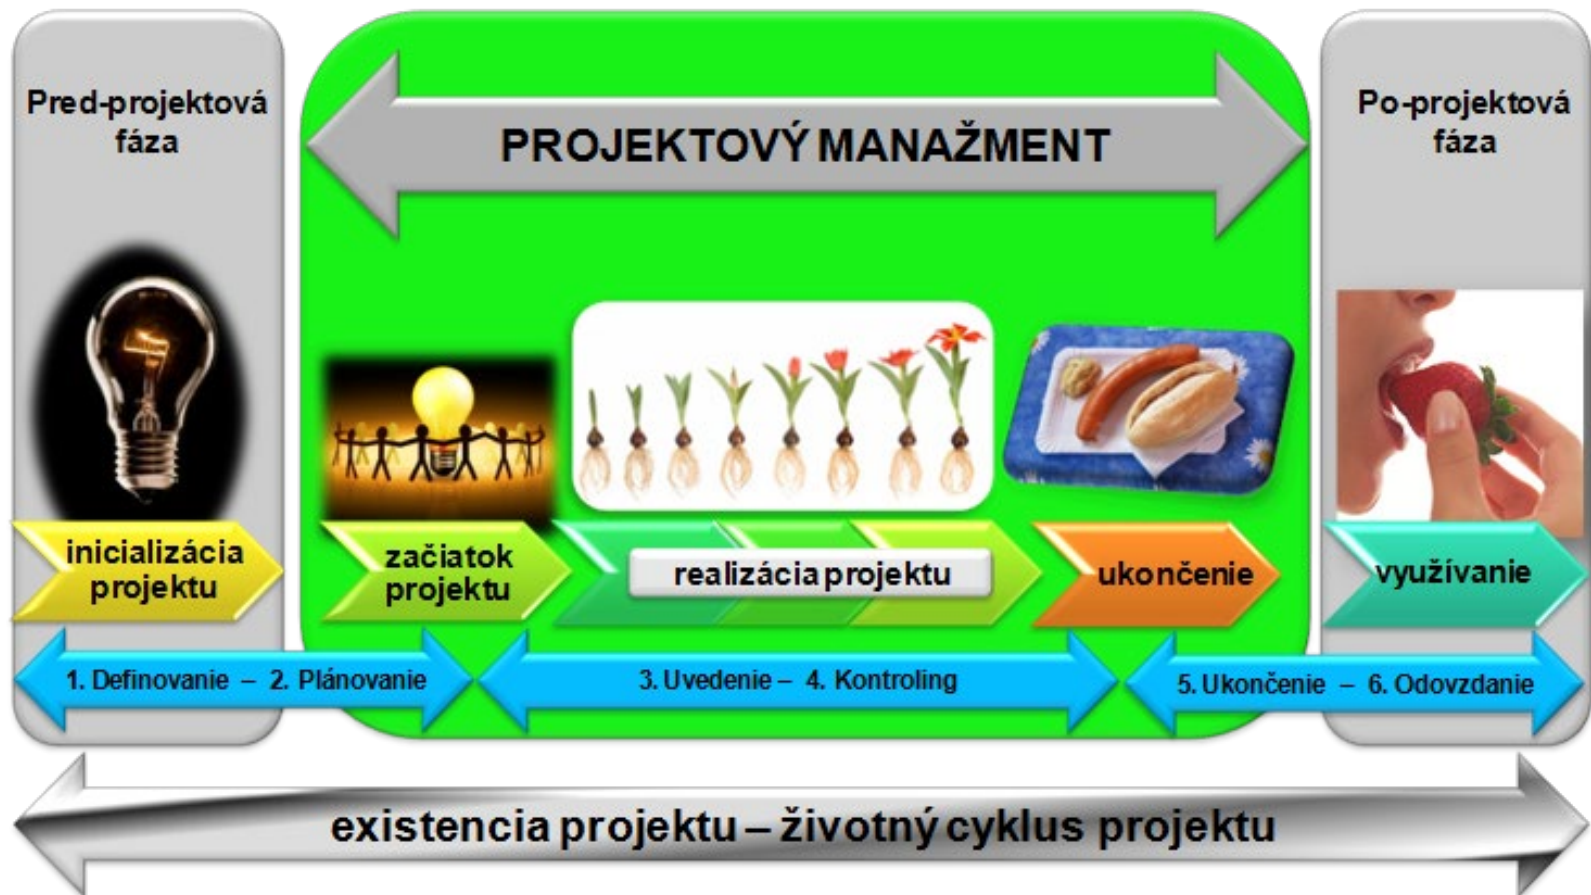 Pred-projektová
fáza
PROJEKTOVÝ MANAŽMENT
Po-projektová
fáza
inicializácia
projektu
začiatok
projektu
realizácia projektu
ukončenie
využívanie
1. Definovanie – 2. Plánovanie
3. Uvedenie – 4. Kontroling
5. Ukončenie – 6. Odovzdanie
existencia projektu – životný cyklus projektu